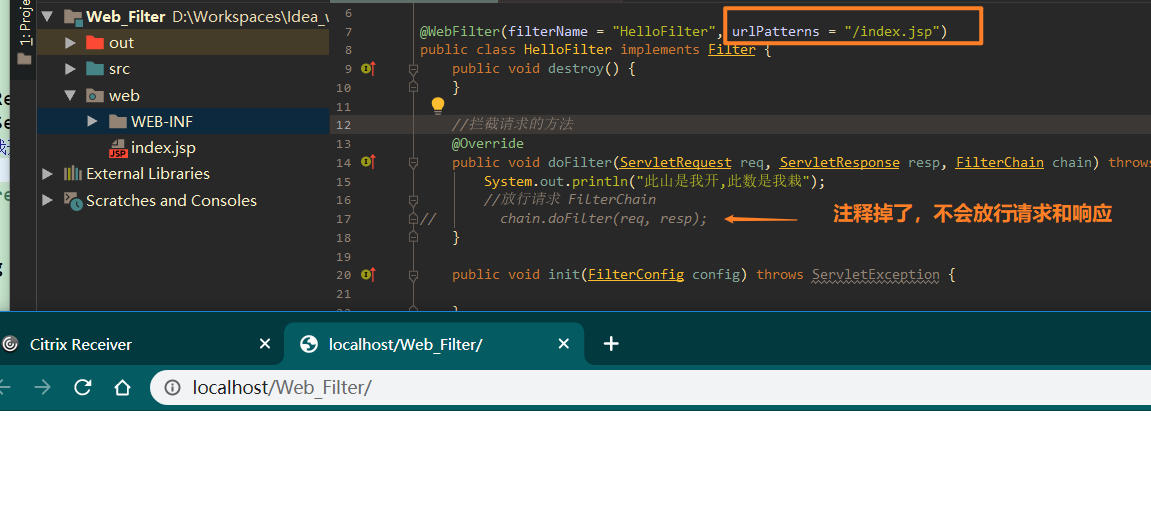 1: Proje
Web_Filter D:\Workspaces\Idea_w
out
src
web
WEB-INF
index.jsp
External Libraries
Scratches and Consoles
6
7 @WebFilter(filterName = "HelloFilter", urlPatterns = "/index.jsp")
8 public class HelloFilter implements Filter {
9 public void destroy() {
10 }
11
12 //拦截请求的方法
13 @Override
14 public void doFilter(ServletRequest req, ServletResponse resp, FilterChain chain) throws
15 System.out.println("此山是我开,此数是我栽");
16 //放行请求 FilterChain
17 // chain.doFilter(req, resp);
注释掉了，不会放行请求和响应
18 }
19
20 public void init(FilterConfig config) throws ServletException {
21
Citrix Receiver
localhost/Web_Filter/
localhost/Web_Filter/